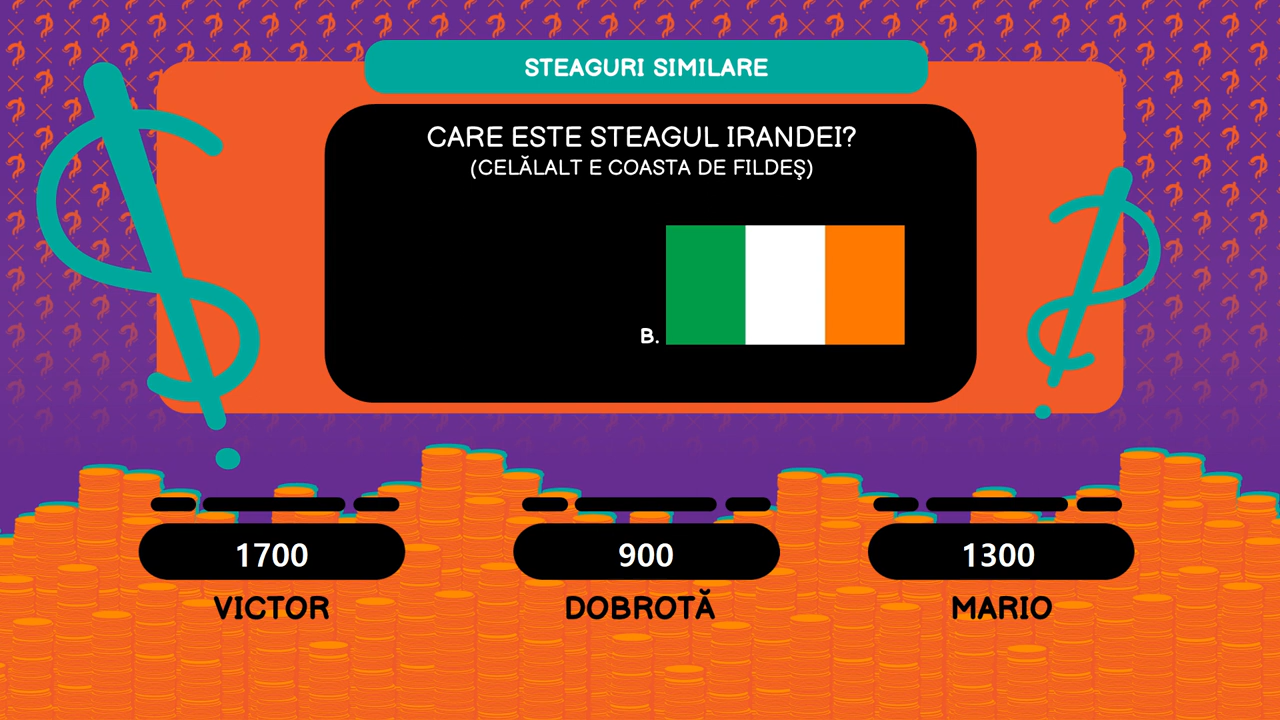 STEAGURI SIMILARE
CARE ESTE STEAGUL IRANDEI?
(CELĂLALT E COASTA DE FILDEŞ)
B.
1700
900
1300
VICTOR
DOBROTĂ
MARIO